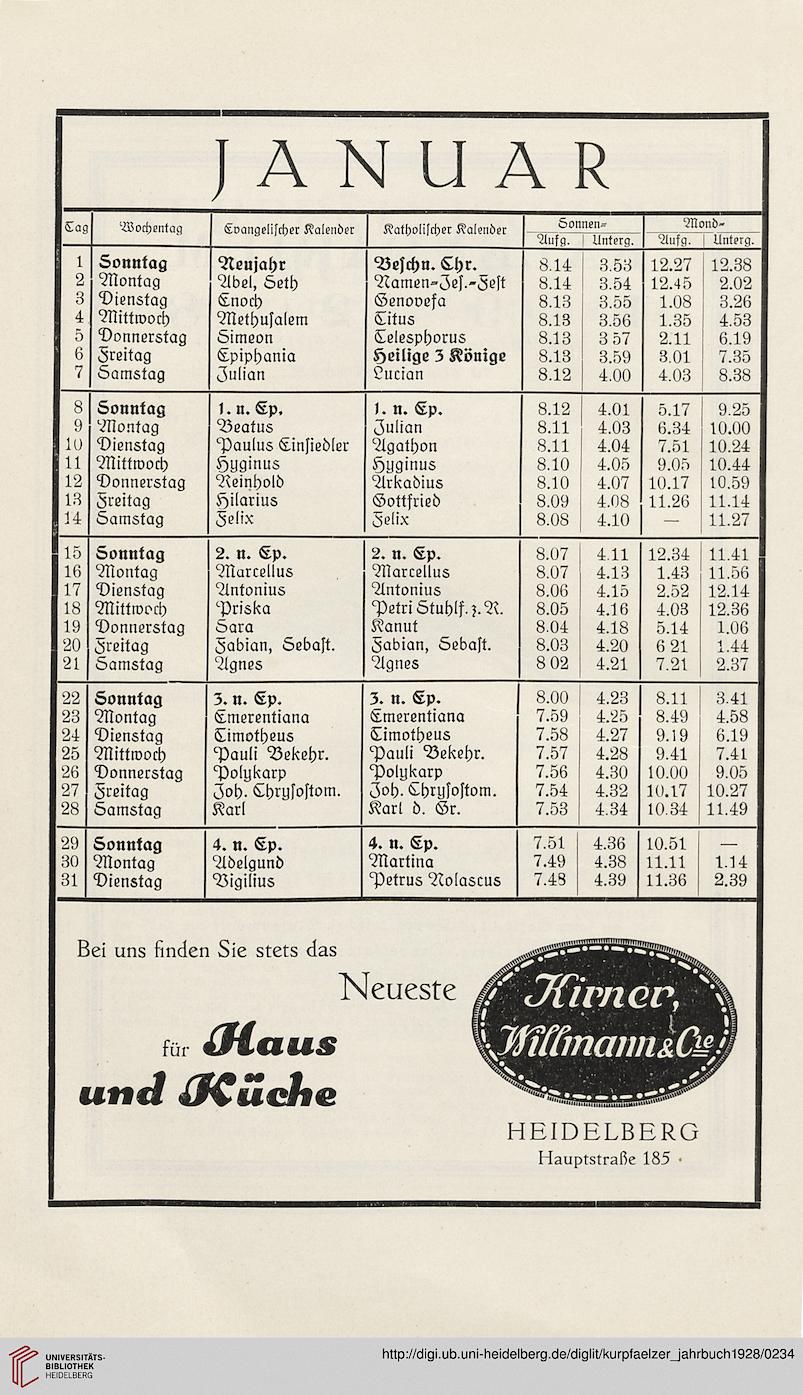 JANUAR
Tag Wochentag Evangelischer Kalender Katholischer Kalender Sonnen= Mond=
Aufg. Unterg. Aufg. Unterg.
1 Sonntag Neujahr Beschn. Chr. 8.14 3.53 12.27 12.38
2 Montag Abel, Seth Namen=Jes.=Fest 8.14 3.54 12.45 2.02
3 Dienstag Enoch Genovefa 8.13 3.55 1.08 3.26
4 Mittwoch Methusalem Titus 8.13 3.56 1.35 4.53
5 Donnerstag Simeon Telesphorus 8.13 3 57 2.11 6.19
6 Freitag Epiphania Heilige 3 Könige 8.13 3.59 3.01 7.35
7 Samstag Julian Lucian 8.12 4.00 4.03 8.38
8 Sonntag 1. n. Ep. 1. n. Ep. 8.12 4.01 5.17 9.25
9 Montag Beatus Julian 8.11 4.03 6.34 10.00
10 Dienstag Paulus Einsiedler Agathon 8.11 4.04 7.51 10.24
11 Mittwoch Hyginus Hyginus 8.10 4.05 9.05 10.44
12 Donnerstag Reinhold Arkadius 8.10 4.07 10.17 10.59
13 Freitag Hilarius Gottfried 8.09 4.08 11.26 11.14
14 Samstag Felix Felix 8.08 4.10 — 11.27
15 Sonntag 2. n. Ep. 2. n. Ep. 8.07 4.11 12.34 11.41
16 Montag Marcellus Marcellus 8.07 4.13 1.43 11.56
17 Dienstag Antonius Antonius 8.06 4.15 2.52 12.14
18 Mittwoch Priska Petri Stuhlf. z. R. 8.05 4.16 4.03 12.36
19 Donnerstag Sara Kanut 8.04 4.18 5.14 1.06
20 Freitag Fabian, Sebast. Fabian, Sebast. 8.03 4.20 6 21 1.44
21 Samstag Agnes Agnes 8 02 4.21 7.21 2.37
22 Sonntag 3. n. Ep. 3. n. Ep. 8.00 4.23 8.11 3.41
23 Montag Emerentiana Emerentiana 7.59 4.25 8.49 4.58
24 Dienstag Timotheus Timotheus 7.58 4.27 9.19 6.19
25 Mittwoch Pauli Bekehr. Pauli Bekehr. 7.57 4.28 9.41 7.41
26 Donnerstag Polykarp Polykarp 7.56 4.30 10.00 9.05
27 Freitag Joh. Chrysostom. Joh. Chrysostom. 7.54 4.32 10.17 10.27
28 Samstag Karl Karl d. Gr. 7.53 4.34 10.34 11.49
29 Sonntag 4. n. Ep. 4. n. Ep. 7.51 4.36 10.51 —
30 Montag Adelgund Martina 7.49 4.38 11.11 1.14
31 Dienstag Vigilius Petrus Nolascus 7.48 4.39 11.36 2.39
Bei uns finden Sie stets das
Neueste
für Haus
und Küche
Kirner,
Willmann & Cie
HEIDELBERG
Hauptstraße 185
UNIVERSITÄTS-
BIBLIOTHEK
HEIDELBERG
http://digi.ub.uni-heidelberg.de/diglit/kurpfaelzer_jahrbuch1928/0234